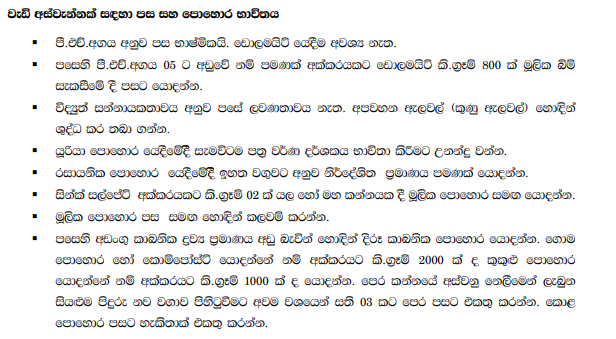 වැඩි අස්වැන්නක් සඳහා පස සහ පොහොර භාවිතය
▪ පී.එච්.අගය අනුව පස භාෂ්මිකයි. ඩොලමයිට් යෙදීම අවශ්‍ය නැත.
▪ පසෙහි පී.එච්.අගය 05 ට අඩුවේ නම් පමණක් අක්කරයකට ඩොලමයිට් කි.ග්‍රෑම් 800 ක් මූලික බිම්
සැකසීමේ දී පසට යොදන්න.
▪ විද්‍යුත් සන්නායකතාවය අනුව පසේ ලවණතාවය නැත. අපවහන ඇලවල් (කුණු ඇලවල්) හොඳින්
ශුද්ධ කර තබා ගන්න.
▪ යූරියා පොහොර යෙදීමේදී සැමවිටම පත්‍ර වර්ණ දර්ශකය භාවිතා කිරීමට උනන්දු වන්න.
▪ රසායනික පොහොර යෙදීමේදී ඉහත වගුවට අනුව නිර්දේශිත ප්‍රමාණය පමණක් යොදන්න.
▪ සින්ක් සල්පේට් අක්කරයකට කි.ග්‍රෑම් 02 ක් යල හෝ මහ කන්නයක දී මූලික පොහොර සමඟ යොදන්න.
▪ මූලික පොහොර පස සමඟ හොඳින් කලවම් කරන්න.
▪ පසෙහි අඩංගු කාබනික ද්‍රව්‍ය ප්‍රමාණය අඩු බැවින් හොඳින් දිරූ කාබනික පොහොර යොදන්න. ගොම
පොහොර හෝ කොම්පෝස්ට් යොදන්නේ නම් අක්කරයකට කි.ග්‍රෑම් 2000 ක් ද කුකුළු පොහොර
යොදන්නේ නම් අක්කරයට කි.ග්‍රෑම් 1000 ක් ද යොදන්න. පෙර කන්නයේ අස්වනු නෙලීමෙන් ලැබුන
සියළුම පිදුරු නව වගාව පිහිටුවීමට අවම වශයෙන් සති 03 කට පෙර පසට එකතු කරන්න. කොළ
පොහොර පසට හැකිතාක් එකතු කරන්න.